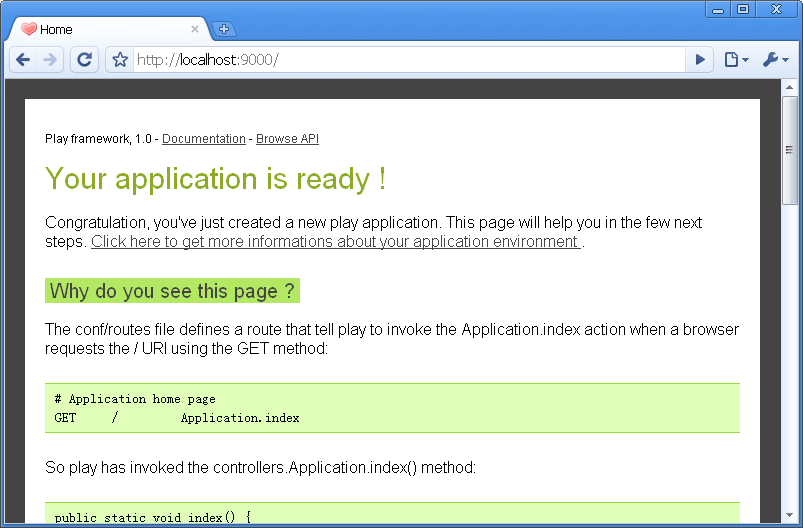 Home
http://localhost:9000/
Play framework, 1.0 - Documentation - Browse API
Your application is ready !
Congratulation, you've just created a new play application. This page will help you in the few next
steps. Click here to get more informations about your application environment .
Why do you see this page ?
The conf/routes file defines a route that tell play to invoke the Application.index action when a browser
requests the / URI using the GET method:
# Application home page
GET / Application.index
So play has invoked the controllers.Application.index() method:
public static void index() {